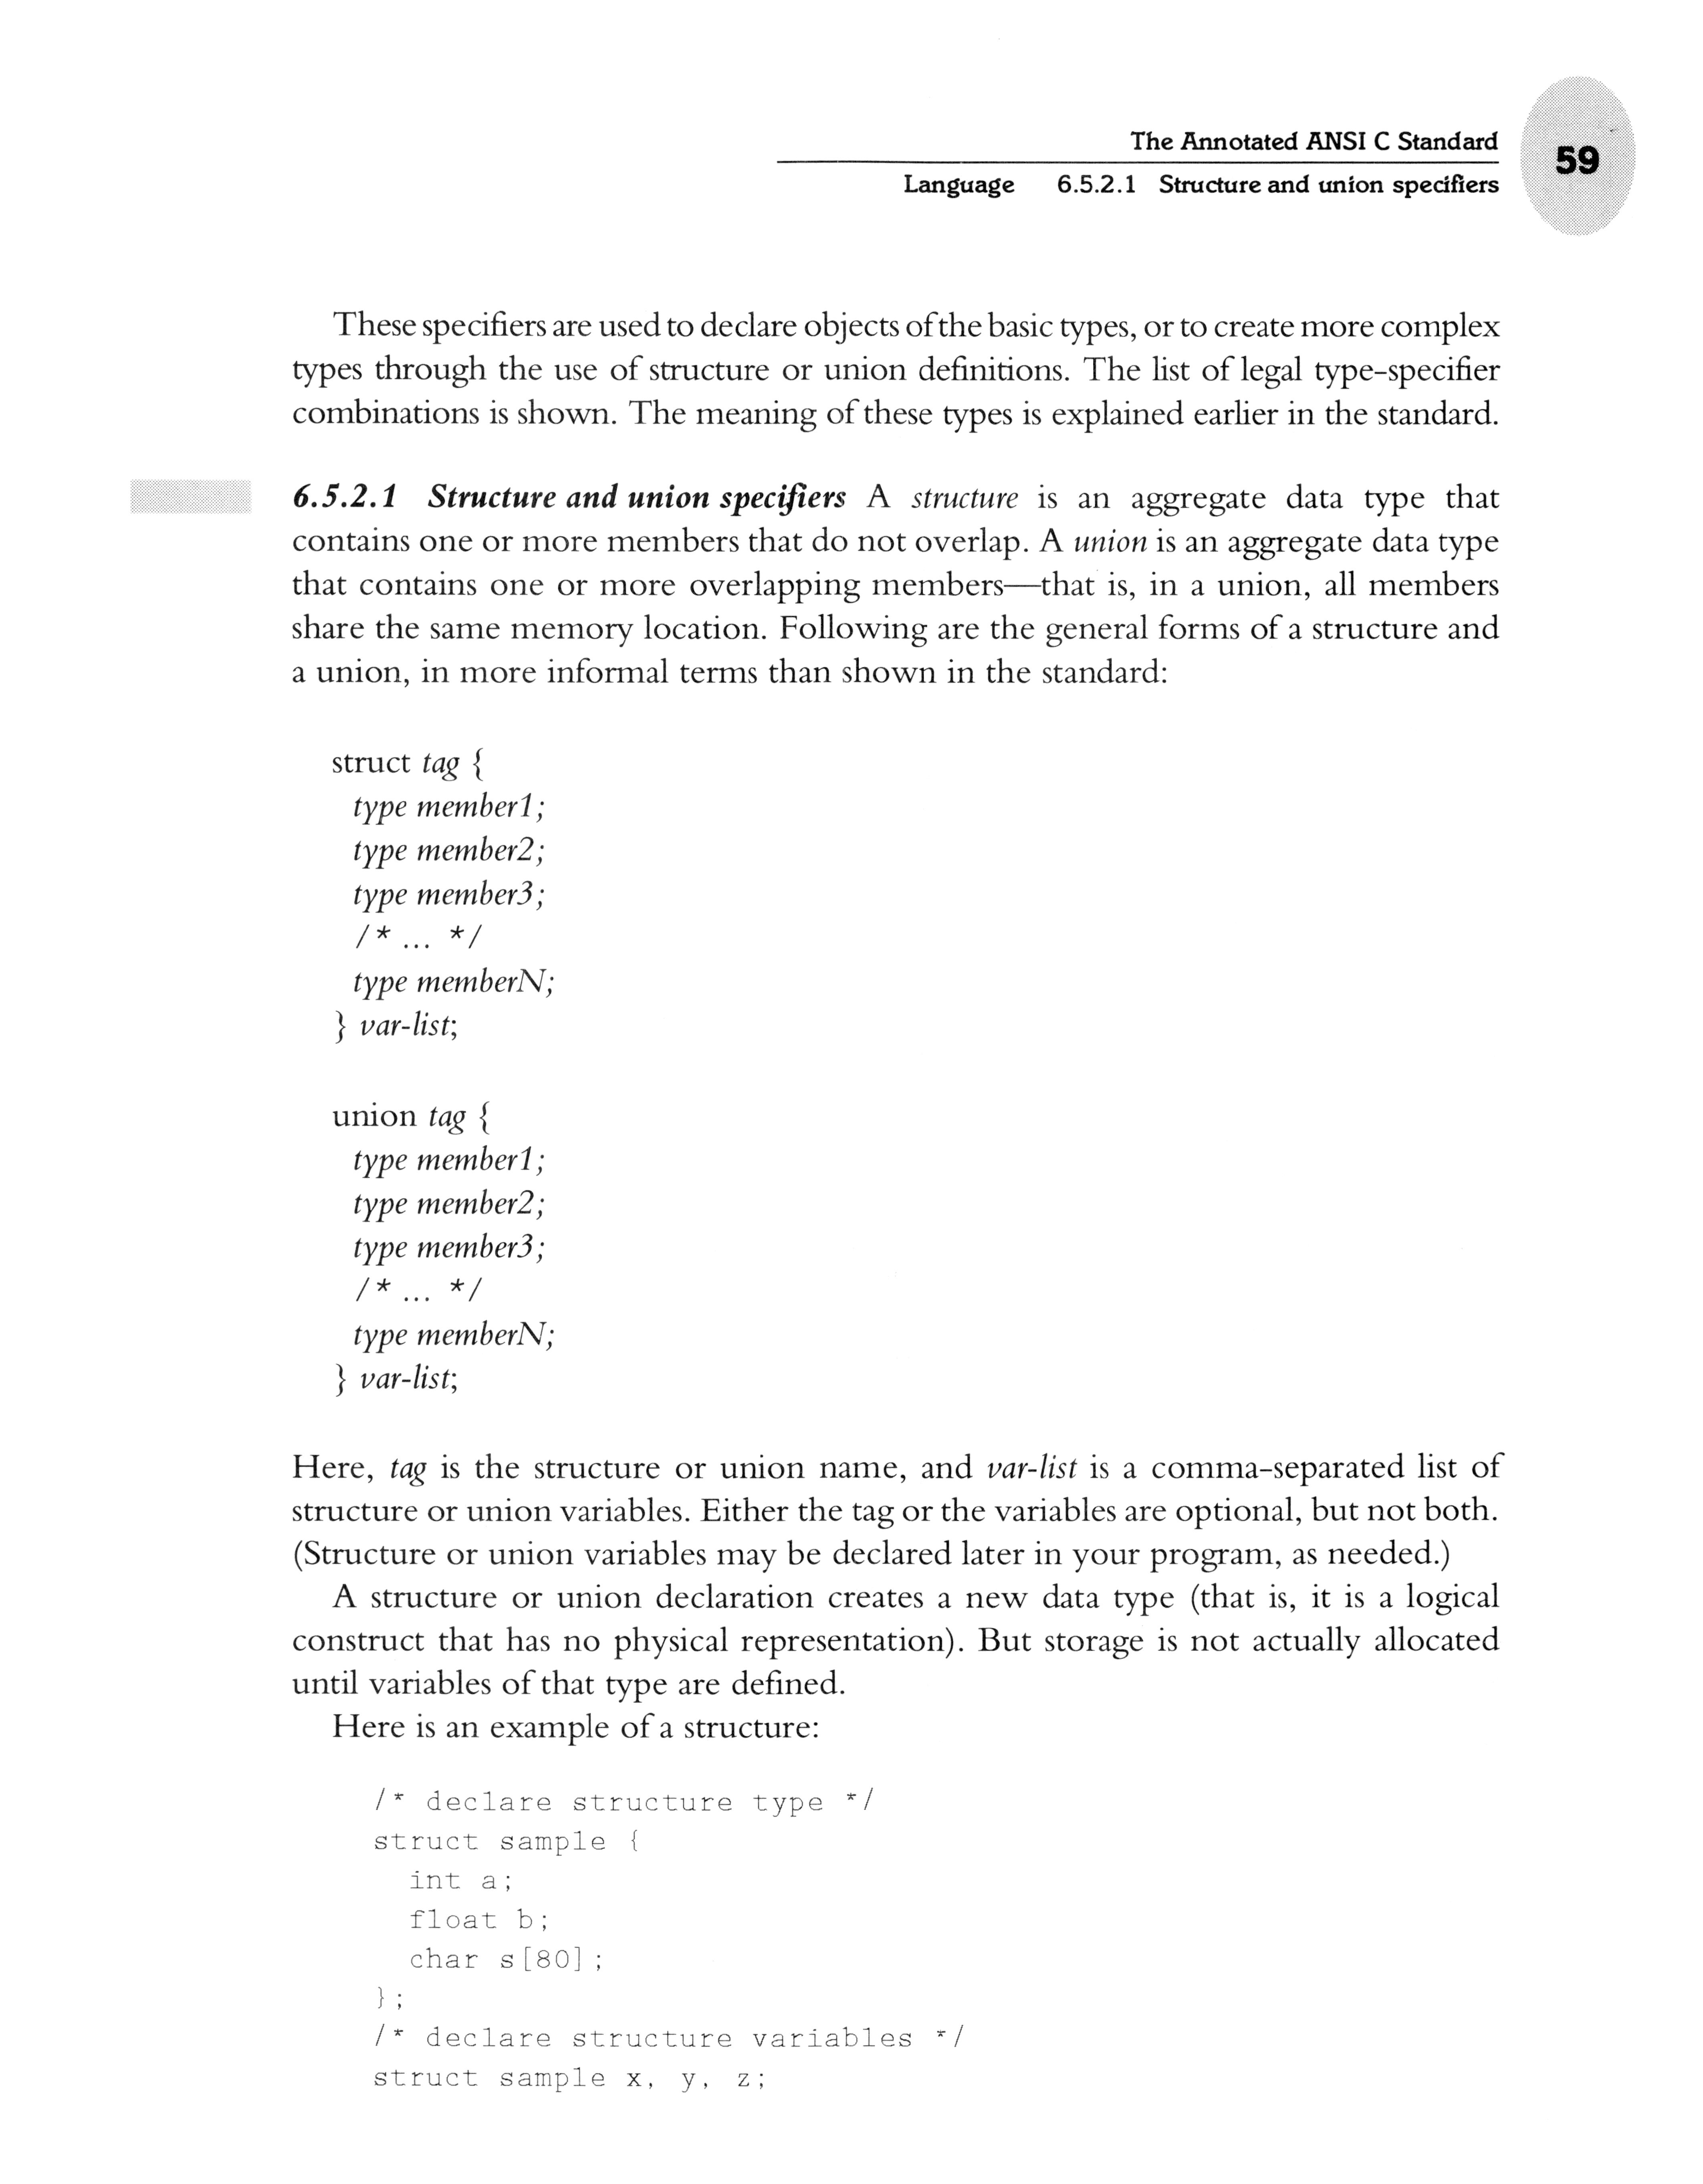 The Annotated ANSI C Standard
59
Language 6.5.2.1 Structure and union specifiers
These specifiers are used to declare objects of the basic types, or to create more complex
types through the use of structure or union definitions. The list of legal type-specifier
combinations is shown. The meaning of these types is explained earlier in the standard.
6.5.2.1 Structure and union specifiers A structure is an aggregate data type that
contains one or more members that do not overlap. A union is an aggregate data type
that contains one or more overlapping members—that is, in a union, all members
share the same memory location. Following are the general forms of a structure and
a union, in more informal terms than shown in the standard:
struct tag {
type member1;
type member2;
type member3;
/* ... */
type memberN;
} var-list;
union tag {
type member1;
type member2;
type member3;
/* ... */
type memberN;
} var-list;
Here, tag is the structure or union name, and var-list is a comma-separated list of
structure or union variables. Either the tag or the variables are optional, but not both.
(Structure or union variables may be declared later in your program, as needed.)
A structure or union declaration creates a new data type (that is, it is a logical
construct that has no physical representation). But storage is not actually allocated
until variables of that type are defined.
Here is an example of a structure:
/* declare structure type */
struct sample {
int a;
float b;
char s[80];
};
/* declare structure variables */
struct sample x, y, z;